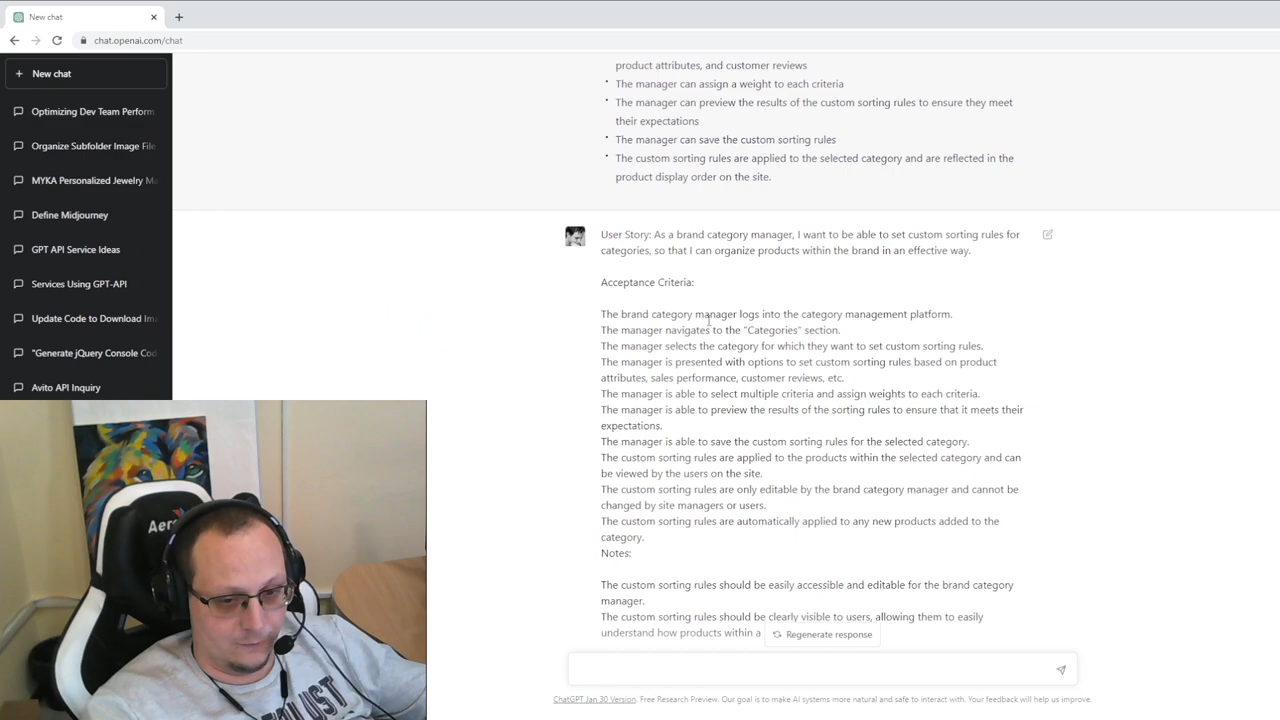 New chat
chat.openai.com/chat
New chat
Optimizing Dev Team Perform
Organize Subfolder Image File
MYKA Personalized Jewelry Ma
Define Midjourney
GPT API Service Ideas
Services Using GPT-API
Update Code to Download Ima
"Generate jQuery Console Cod
Avito API Inquiry
product attributes, and customer reviews
• The manager can assign a weight to each criteria
• The manager can preview the results of the custom sorting rules to ensure they meet
their expectations
• The manager can save the custom sorting rules
• The custom sorting rules are applied to the selected category and are reflected in the
product display order on the site.
User Story: As a brand category manager, I want to be able to set custom sorting rules for
categories, so that I can organize products within the brand in an effective way.
Acceptance Criteria:
The brand category manager logs into the category management platform.
The manager navigates to the "Categories" section.
The manager selects the category for which they want to set custom sorting rules.
The manager is presented with options to set custom sorting rules based on product
attributes, sales performance, customer reviews, etc.
The manager is able to select multiple criteria and assign weights to each criteria.
The manager is able to preview the results of the sorting rules to ensure that it meets their
expectations.
The manager is able to save the custom sorting rules for the selected category.
The custom sorting rules are applied to the products within the selected category and can
be viewed by the users on the site.
The custom sorting rules are only editable by the brand category manager and cannot be
changed by site managers or users.
The custom sorting rules are automatically applied to any new products added to the
category.
Notes:
The custom sorting rules should be easily accessible and editable for the brand category
manager.
The custom sorting rules should be clearly visible to users, allowing them to easily
understand how products within a
Regenerate response
ChatGPT Jan 30 Version. Free Research Preview. Our goal is to make AI systems more natural and safe to interact with. Your feedback will help us improve.